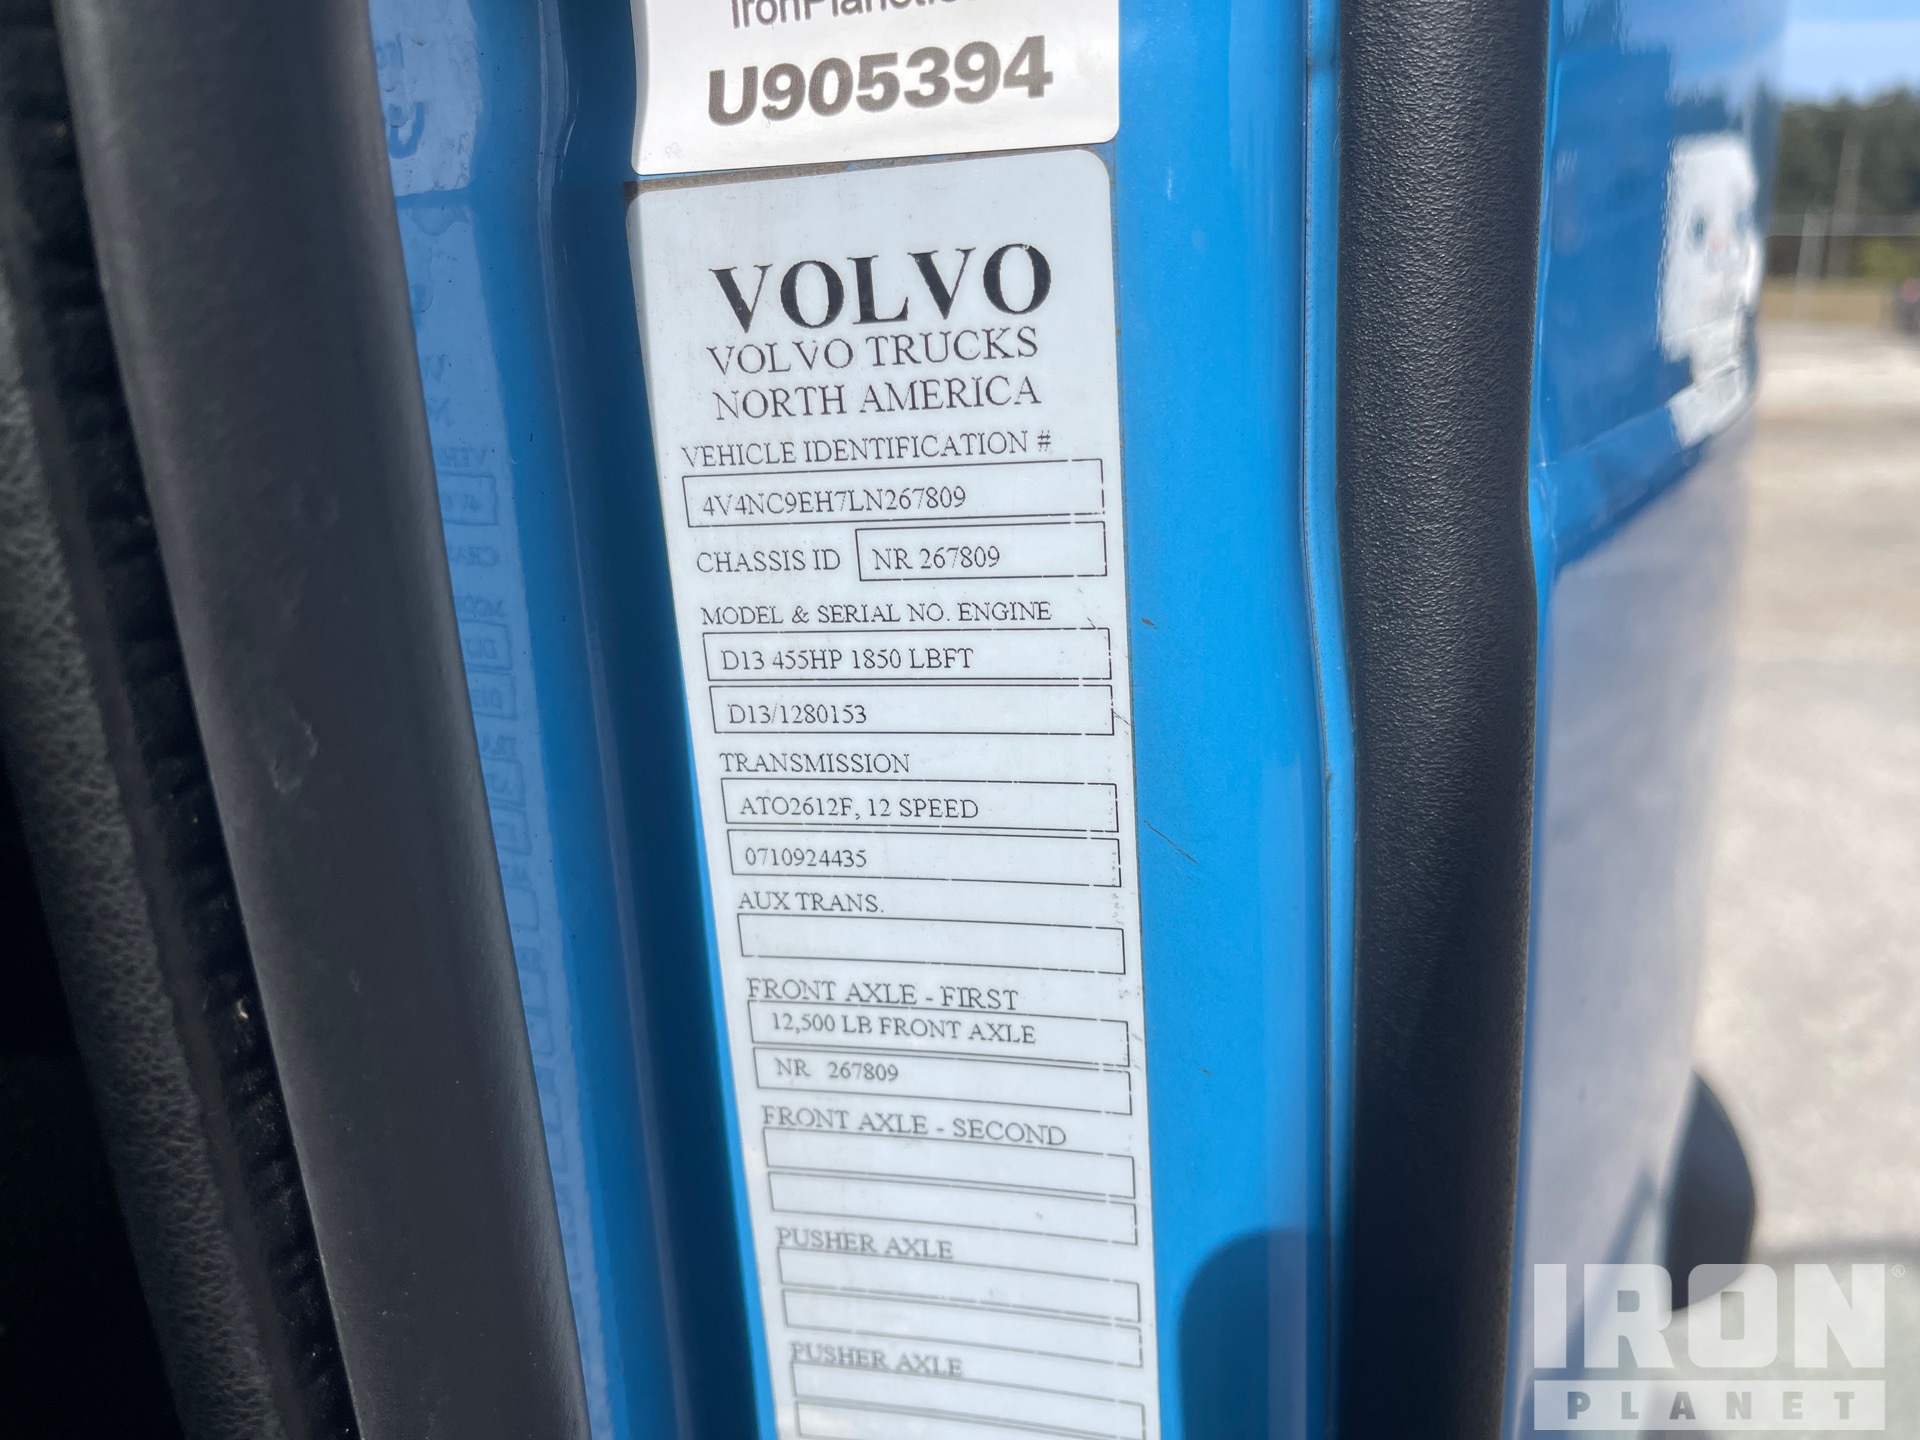 U905394
VOLVO
VOLVO TRUCKS
NORTH AMERICA
VEHICLE IDENTIFICATION #
4V4NC9EH7LN267809
CHASSIS ID NR 267809
MODEL & SERIAL NO. ENGINE
D13 455HP 1850 LBFT
D13/1280153
TRANSMISSION
ATO2612F, 12 SPEED
0710924435
AUX TRANS.
FRONT AXLE - FIRST
12,500 LB FRONT AXLE
NR 267809
FRONT AXLE - SECOND
PUSHER AXLE
PUSHER AXLE
IRON®
PLANET